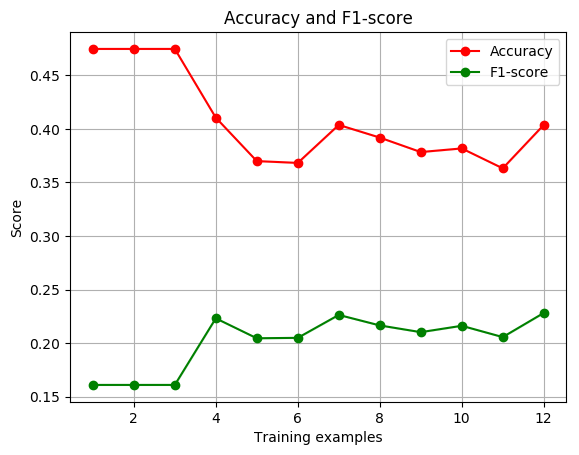 Accuracy and F1-score
Accuracy
F1-score
0.45
0.40
0.35
0.30
0.25
0.20
0.15
Score
2 4 6 8 10 12
Training examples